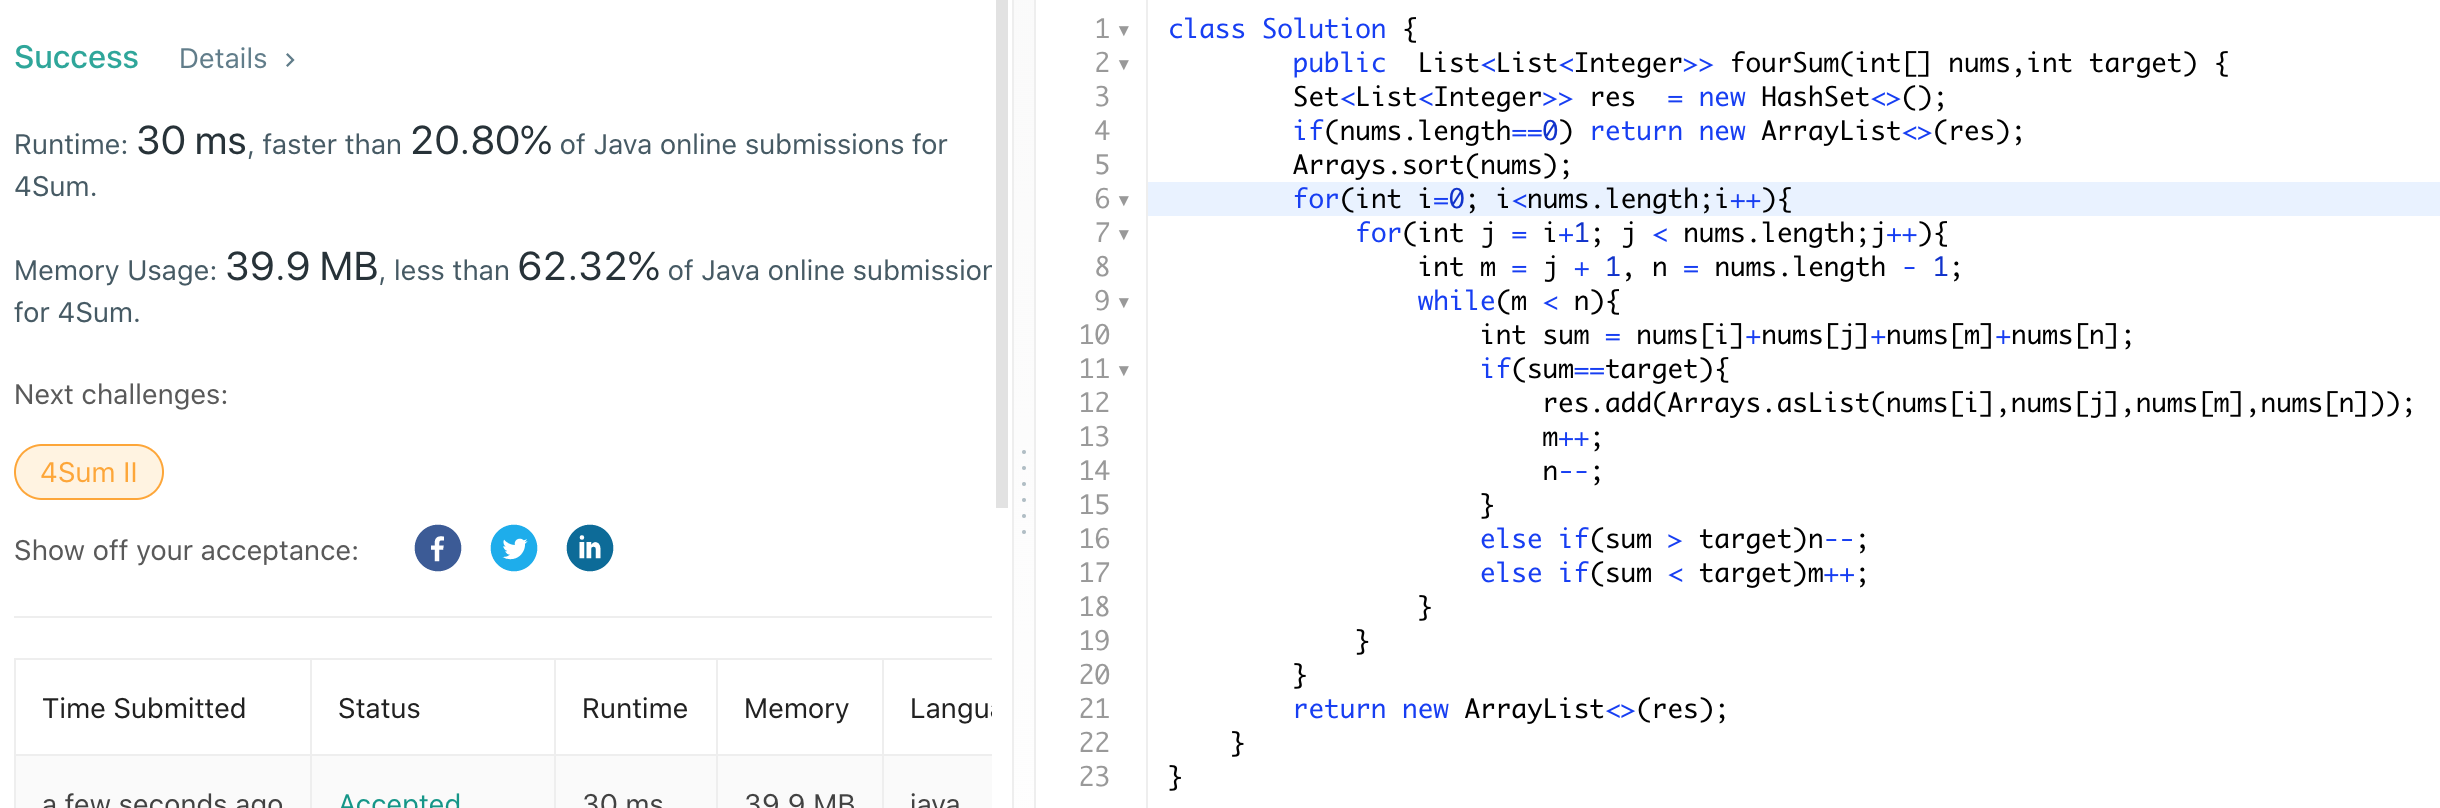 Success Details >
Runtime: 30 ms, faster than 20.80% of Java online submissions for
4Sum.
Memory Usage: 39.9 MB, less than 62.32% of Java online submission
for 4Sum.
Next challenges:
4Sum II
Show off your acceptance:
Time Submitted Status Runtime Memory Langua
a few seconds ago Accepted 30 ms 39.9 MB java
1 class Solution {
2 public  List<List<Integer>> fourSum(int[] nums,int target) {
3 Set<List<Integer>> res  = new HashSet<>();
4 if(nums.length==0) return new ArrayList<>(res);
5 Arrays.sort(nums);
6 for(int i=0; i<nums.length;i++){
7 for(int j = i+1; j < nums.length;j++){
8 int m = j + 1, n = nums.length - 1;
9 while(m < n){
10 int sum = nums[i]+nums[j]+nums[m]+nums[n];
11 if(sum==target){
12 res.add(Arrays.asList(nums[i],nums[j],nums[m],nums[n]));
13 m++;
14 n--;
15 }
16 else if(sum > target)n--;
17 else if(sum < target)m++;
18 }
19 }
20 }
21 return new ArrayList<>(res);
22 }
23 }